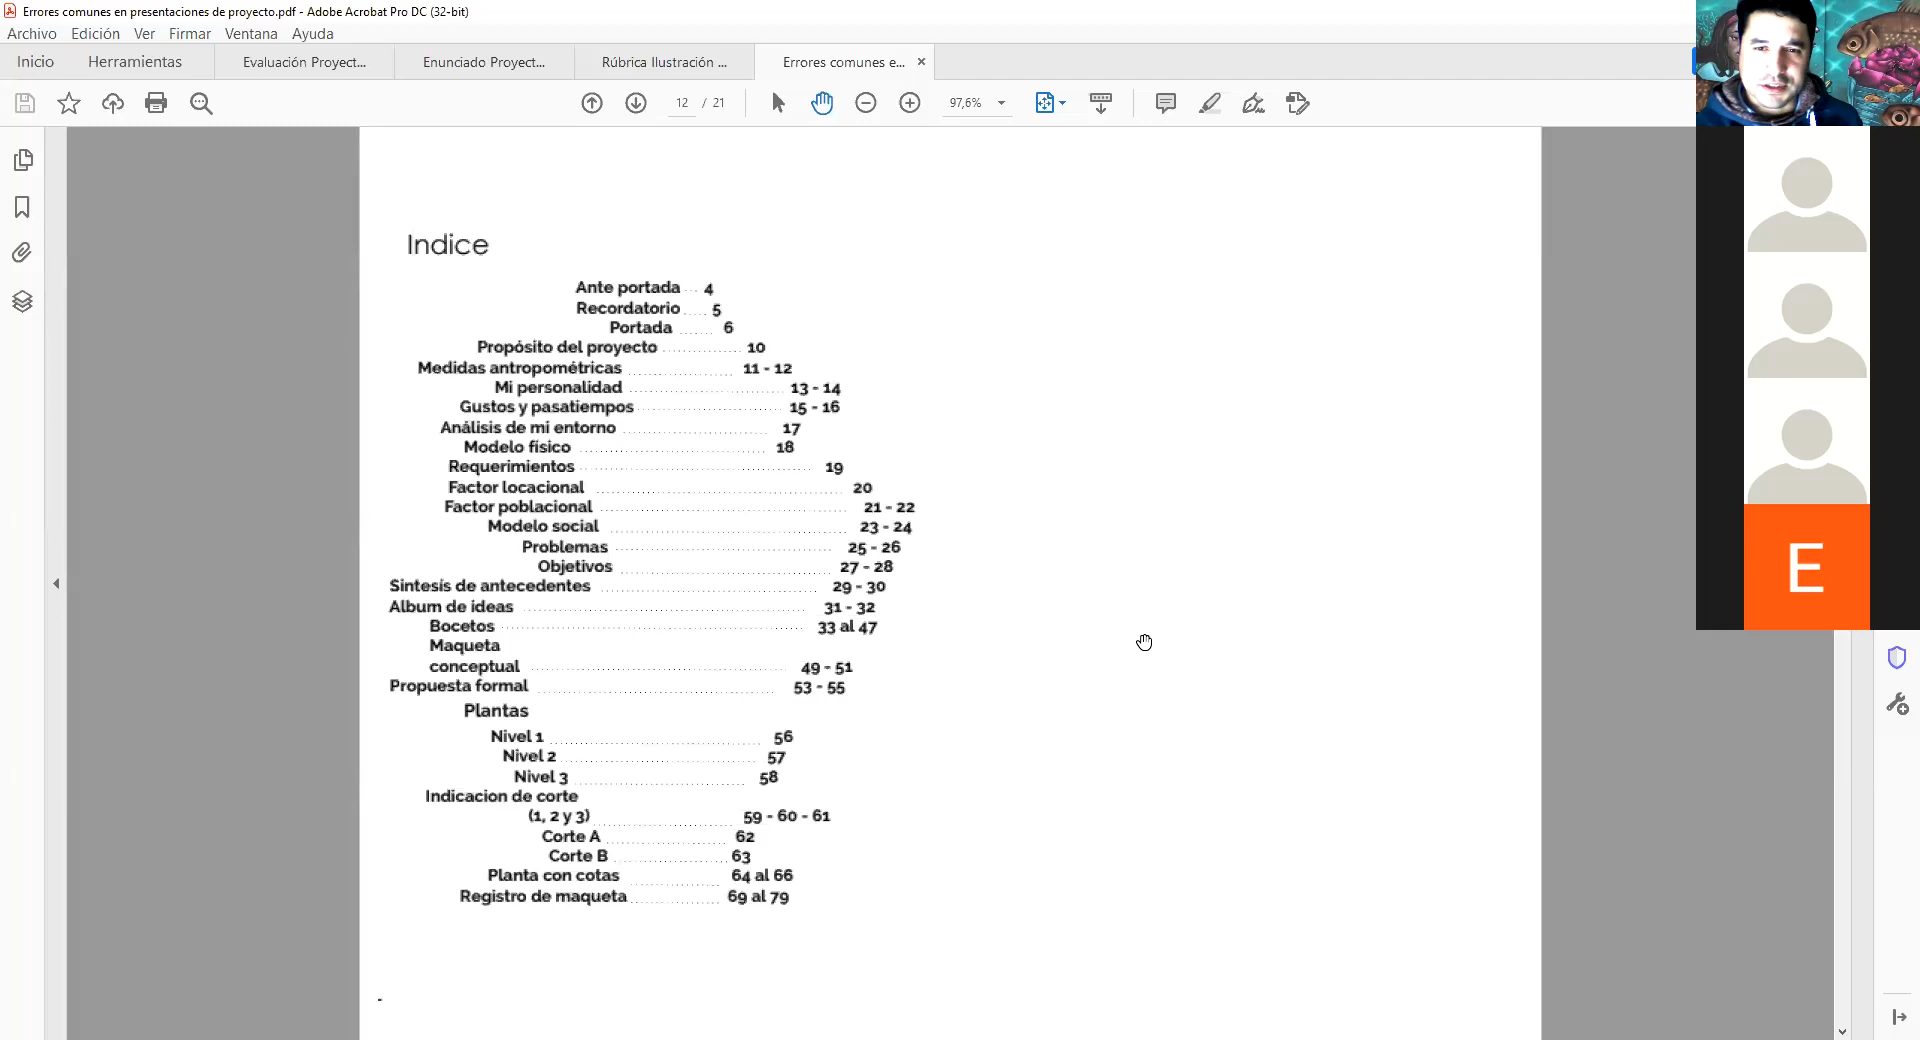 Errores comunes en presentaciones de proyecto.pdf - Adobe Acrobat Pro DC (32-bit)
Archivo Edición Ver Firmar Ventana Ayuda
Inicio Herramientas Evaluación Proyect... Enunciado Proyect... Rúbrica Ilustración ... Errores comunes e... ×
12 / 21 97,6%
Indice
Ante portada ... 4
Recordatorio ..... 5
Portada ....... 6
Propósito del proyecto ................ 10
Medidas antropométricas ..................... 11 - 12
Mi personalidad ............................... 13 - 14
Gustos y pasatiempos ............................. 15 - 16
Análisis de mi entorno ............................. 17
Modelo físico ..................................... 18
Requerimientos .............................................. 19
Factor locacional .................................................. 20
Factor poblacional .................................................. 21 - 22
Modelo social ................................................ 23 - 24
Problemas ............................................ 25 - 26
Objetivos .......................................... 27 - 28
Sintesís de antecedentes ............................................ 29 - 30
Album de ideas ........................................................ 31 - 32
Bocetos ............................................................. 33 al 47
Maqueta
conceptual ................................................... 49 - 51
Propuesta formal ................................................ 53 - 55
Plantas
Nivel 1 ........................................... 56
Nivel 2 ....................................... 57
Nivel 3 .................................. 58
Indicacion de corte
(1, 2 y 3) ............................ 59 - 60 - 61
Corte A ........................ 62
Corte B ....................... 63
Planta con cotas .................. 64 al 66
Registro de maqueta .................. 69 al 79
-
E